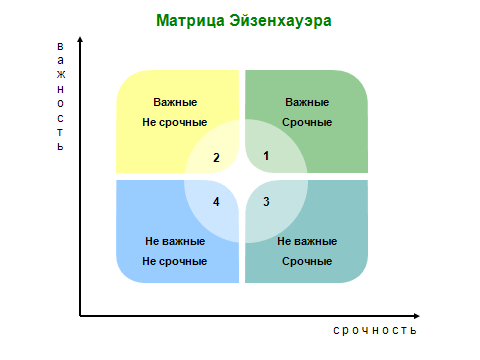 Матрица Эйзенхауэра
важность
Важные
Не срочные
2
Важные
Срочные
1
4
Не важные
Не срочные
3
Не важные
Срочные
срочность